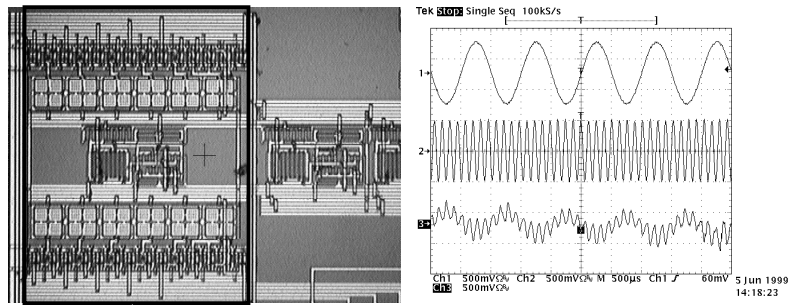 Tek Stop: Single Seq 100kS/s
T
1→
T
2→
3→
Ch1 500mVΩ∿ Ch2 500mVΩ∿ M 500µs Ch1 ʃ 60mV
Ch3 500mVΩ∿
5 Jun 1999
14:18:23